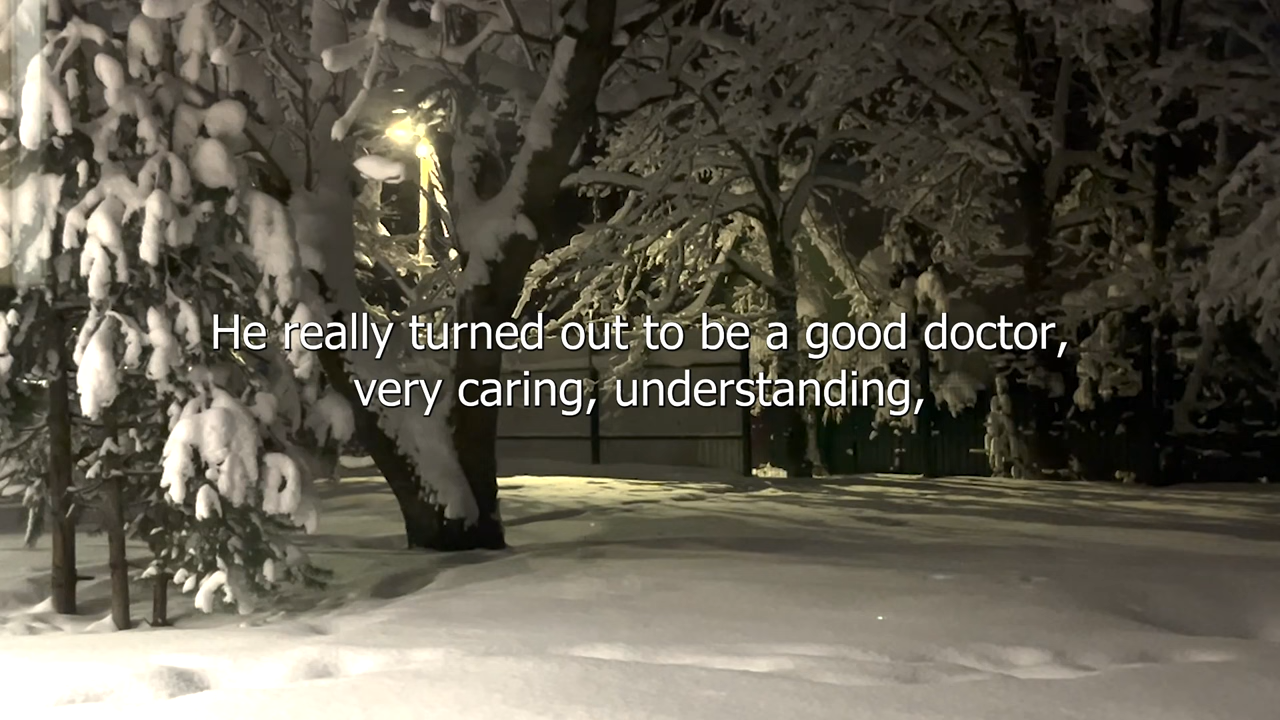 He really turned out to be a good doctor,
very caring, understanding,